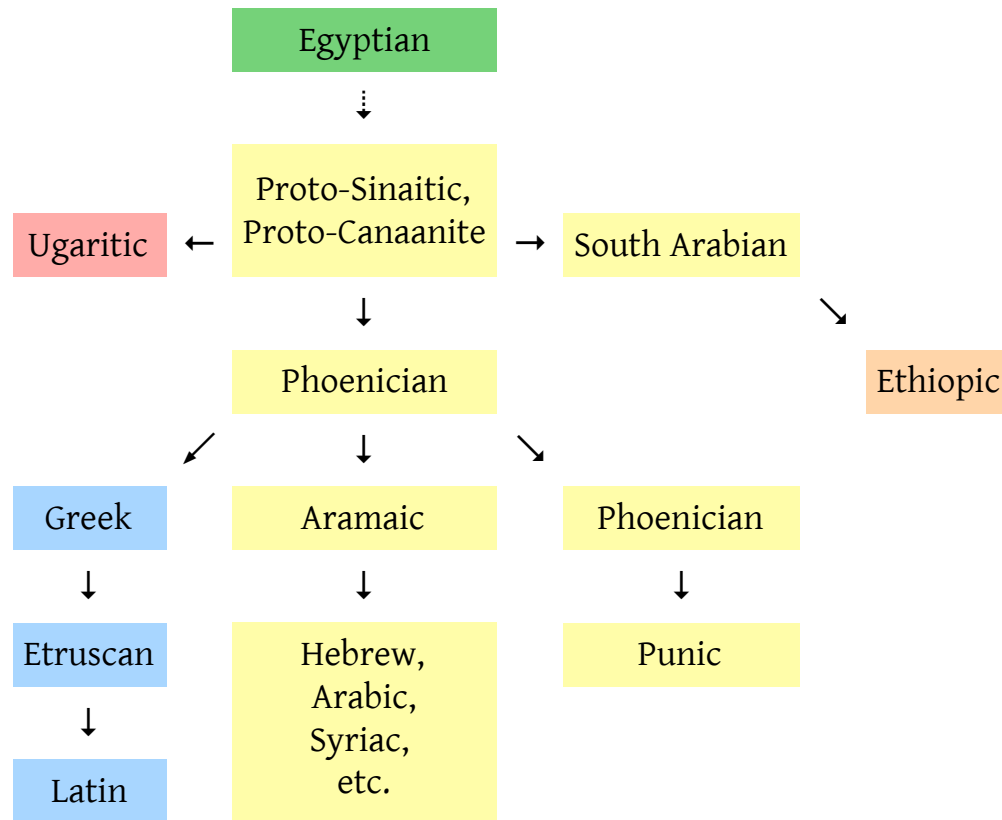 Egyptian
Proto-Sinaitic,
Proto-Canaanite
Ugaritic
South Arabian
Phoenician
Ethiopic
Greek
Aramaic
Phoenician
Etruscan
Hebrew,
Arabic,
Syriac,
etc.
Punic
Latin